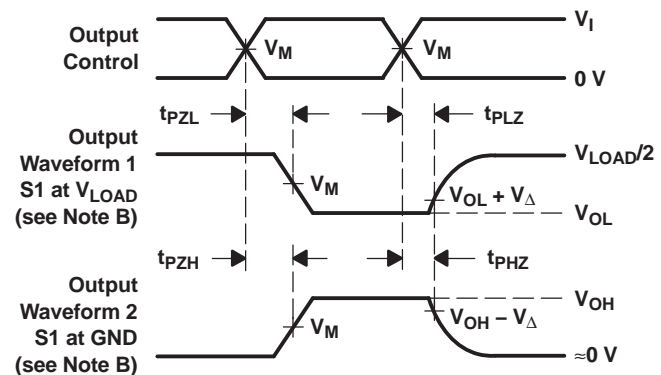 Output
Control
V_M
V_M
V_I
0 V
t_PZL
t_PLZ
Output
Waveform 1
S1 at V_LOAD
(see Note B)
V_M
V_LOAD/2
V_OL + V_Δ
V_OL
t_PZH
t_PHZ
Output
Waveform 2
S1 at GND
(see Note B)
V_M
V_OH
V_OH − V_Δ
≈0 V